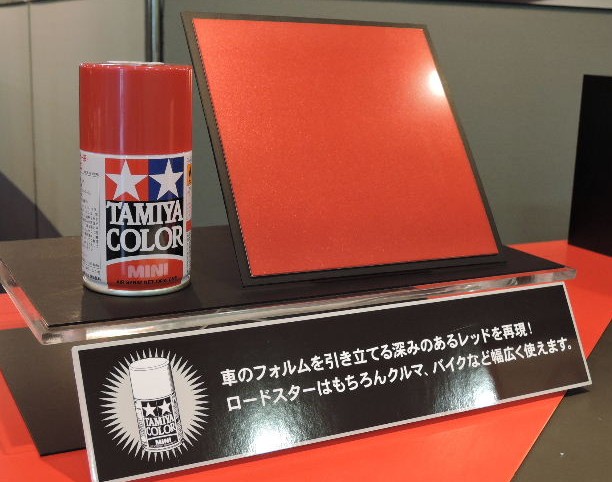 TAMIYA
COLOR
MINI
車のフォルムを引き立てる深みのあるレッドを再現!
ロードスターはもちろんクルマ、バイクなど幅広く使えます。
TAMIYA
COLOR
MINI